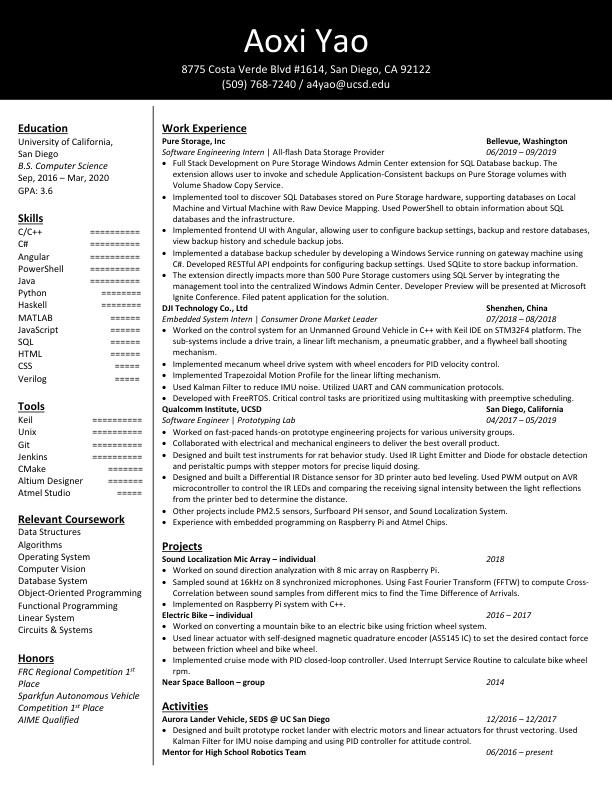 Aoxi Yao
8775 Costa Verde Blvd #1614, San Diego, CA 92122
(509) 768-7240 / a4yao@ucsd.edu
Education
University of California,
San Diego
B.S. Computer Science
Sep, 2016 – Mar, 2020
GPA: 3.6
Skills
C/C++ ==========
C# ==========
Angular ==========
PowerShell ==========
Java ==========
Python ========
Haskell ========
MATLAB ======
JavaScript ======
SQL ======
HTML ======
CSS =====
Verilog =====
Tools
Keil ==========
Unix ==========
Git ==========
Jenkins ==========
CMake =======
Altium Designer =======
Atmel Studio =====
Relevant Coursework
Data Structures
Algorithms
Operating System
Computer Vision
Database System
Object-Oriented Programming
Functional Programming
Linear System
Circuits & Systems
Honors
FRC Regional Competition 1st
Place
Sparkfun Autonomous Vehicle
Competition 1st Place
AIME Qualified
Work Experience
Pure Storage, Inc Bellevue, Washington
Software Engineering Intern | All-flash Data Storage Provider 06/2019 – 09/2019
• Full Stack Development on Pure Storage Windows Admin Center extension for SQL Database backup. The
extension allows user to invoke and schedule Application-Consistent backups on Pure Storage volumes with
Volume Shadow Copy Service.
• Implemented tool to discover SQL Databases stored on Pure Storage hardware, supporting databases on Local
Machine and Virtual Machine with Raw Device Mapping. Used PowerShell to obtain information about SQL
databases and the infrastructure.
• Implemented frontend UI with Angular, allowing user to configure backup settings, backup and restore databases,
view backup history and schedule backup jobs.
• Implemented a database backup scheduler by developing a Windows Service running on gateway machine using
C#. Developed RESTful API endpoints for configuring backup settings. Used SQLite to store backup information.
• The extension directly impacts more than 500 Pure Storage customers using SQL Server by integrating the
management tool into the centralized Windows Admin Center. Developer Preview will be presented at Microsoft
Ignite Conference. Filed patent application for the solution.
DJI Technology Co., Ltd Shenzhen, China
Embedded System Intern | Consumer Drone Market Leader 07/2018 – 08/2018
• Worked on the control system for an Unmanned Ground Vehicle in C++ with Keil IDE on STM32F4 platform. The
sub-systems include a drive train, a linear lift mechanism, a pneumatic grabber, and a flywheel ball shooting
mechanism.
• Implemented mecanum wheel drive system with wheel encoders for PID velocity control.
• Implemented Trapezoidal Motion Profile for the linear lifting mechanism.
• Used Kalman Filter to reduce IMU noise. Utilized UART and CAN communication protocols.
• Developed with FreeRTOS. Critical control tasks are prioritized using multitasking with preemptive scheduling.
Qualcomm Institute, UCSD San Diego, California
Software Engineer | Prototyping Lab 04/2017 – 05/2019
• Worked on fast-paced hands-on prototype engineering projects for various university groups.
• Collaborated with electrical and mechanical engineers to deliver the best overall product.
• Designed and built test instruments for rat behavior study. Used IR Light Emitter and Diode for obstacle detection
and peristaltic pumps with stepper motors for precise liquid dosing.
• Designed and built a Differential IR Distance sensor for 3D printer auto bed leveling. Used PWM output on AVR
microcontroller to control the IR LEDs and comparing the receiving signal intensity between the light reflections
from the printer bed to determine the distance.
• Other projects include PM2.5 sensors, Surfboard PH sensor, and Sound Localization System.
• Experience with embedded programming on Raspberry Pi and Atmel Chips.
Projects
Sound Localization Mic Array – individual 2018
• Worked on sound direction analyzation with 8 mic array on Raspberry Pi.
• Sampled sound at 16kHz on 8 synchronized microphones. Using Fast Fourier Transform (FFTW) to compute Cross-
Correlation between sound samples from different mics to find the Time Difference of Arrivals.
• Implemented on Raspberry Pi system with C++.
Electric Bike – individual 2016 – 2017
• Worked on converting a mountain bike to an electric bike using friction wheel system.
• Used linear actuator with self-designed magnetic quadrature encoder (AS5145 IC) to set the desired contact force
between friction wheel and bike wheel.
• Implemented cruise mode with PID closed-loop controller. Used Interrupt Service Routine to calculate bike wheel
rpm.
Near Space Balloon – group 2014
Activities
Aurora Lander Vehicle, SEDS @ UC San Diego 12/2016 – 12/2017
• Designed and built prototype rocket lander with electric motors and linear actuators for thrust vectoring. Used
Kalman Filter for IMU noise damping and using PID controller for attitude control.
Mentor for High School Robotics Team 06/2016 – present